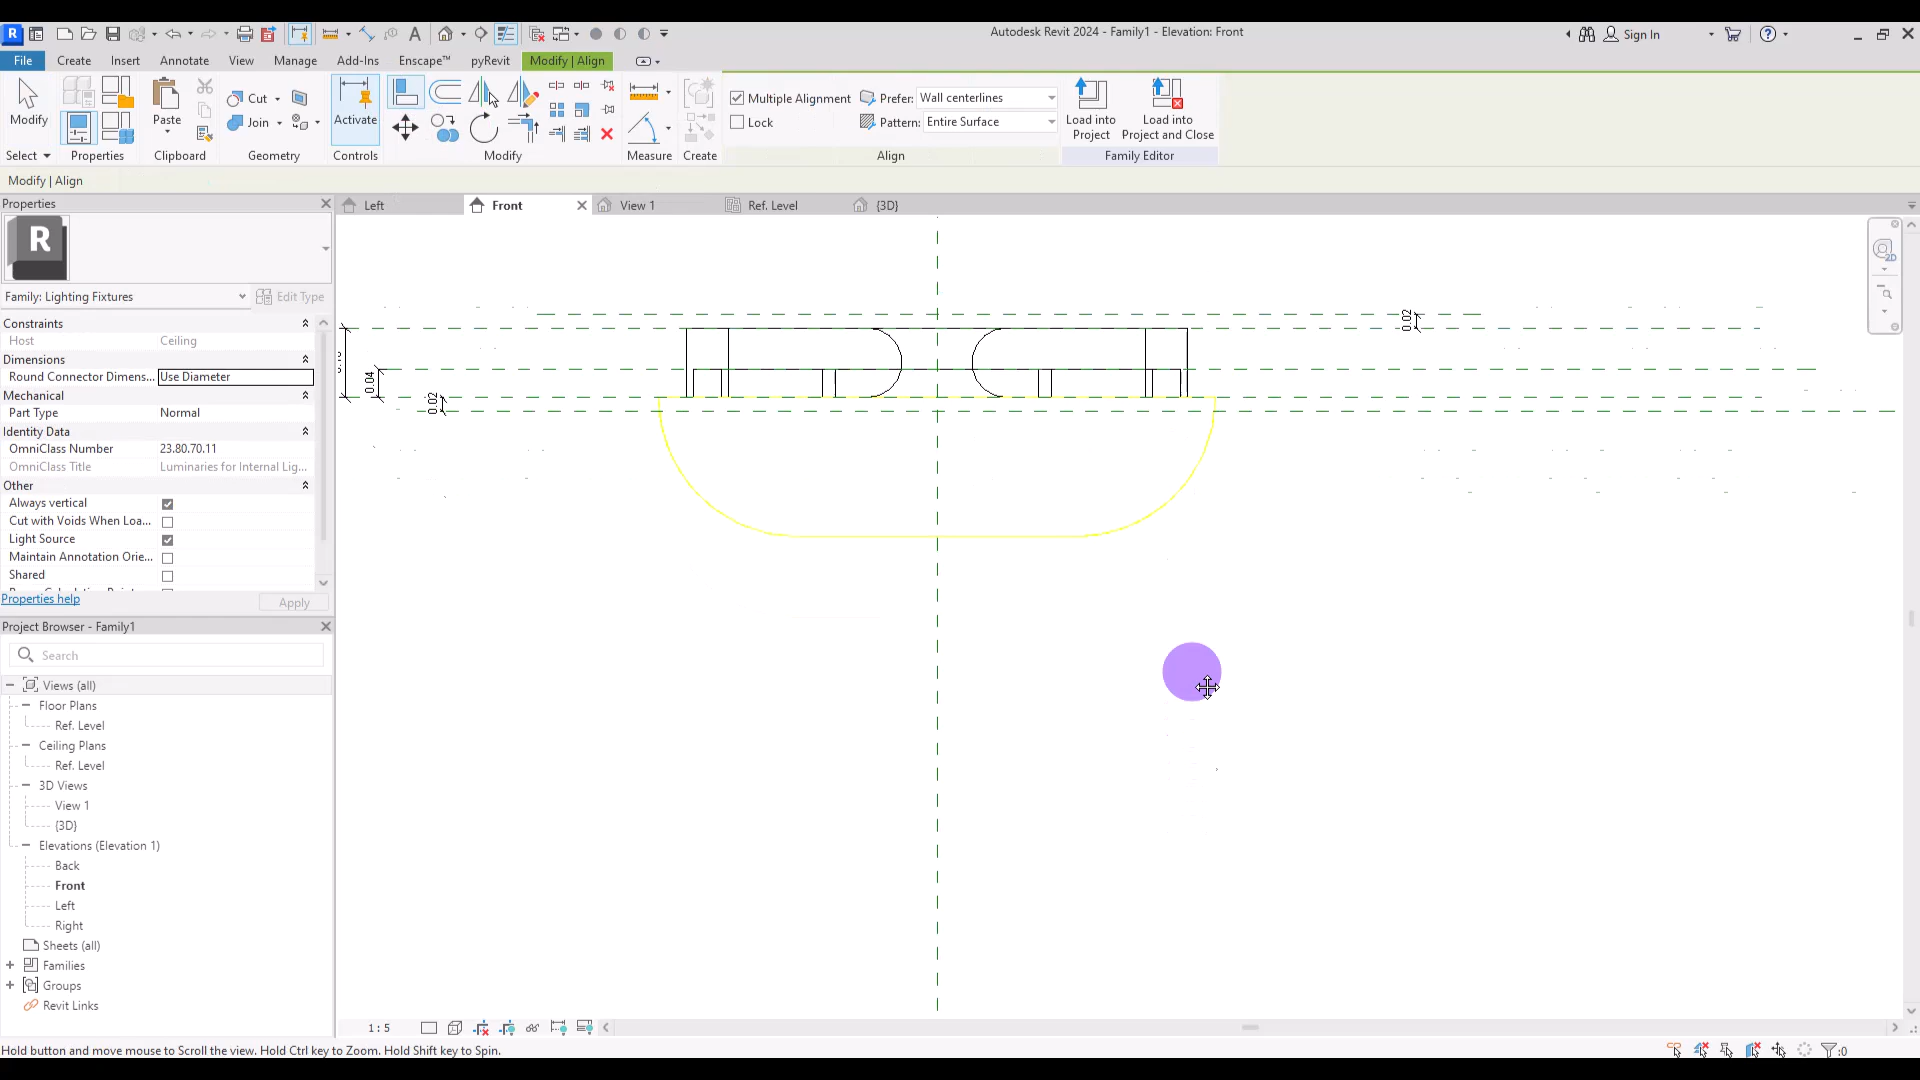 Autodesk Revit 2024 - Family1 - Elevation: Front
Sign In
File Create Insert Annotate View Manage Add-Ins Enscape™ pyRevit Modify | Align
Modify
Paste
Cut
Join
Activate
Multiple Alignment
Lock
Prefer: Wall centerlines
Pattern: Entire Surface
Load into
Project
Load into
Project and Close
Select Properties Clipboard Geometry Controls Modify Measure Create Align Family Editor
Modify | Align
Properties
Left Front View 1 Ref. Level {3D}
R
Family: Lighting Fixtures Edit Type
Constraints
Host Ceiling
Dimensions
Round Connector Dimens... Use Diameter
Mechanical
Part Type Normal
Identity Data
OmniClass Number 23.80.70.11
OmniClass Title Luminaries for Internal Lig...
Other
Always vertical
Cut with Voids When Loa...
Light Source
Maintain Annotation Orie...
Shared
Properties help Apply
0.04
0.02
0.02
2D
Project Browser - Family1
Search
Views (all)
Floor Plans
Ref. Level
Ceiling Plans
Ref. Level
3D Views
View 1
{3D}
Elevations (Elevation 1)
Back
Front
Left
Right
Sheets (all)
Families
Groups
Revit Links
1 : 5
Hold button and move mouse to Scroll the view. Hold Ctrl key to Zoom. Hold Shift key to Spin.
:0